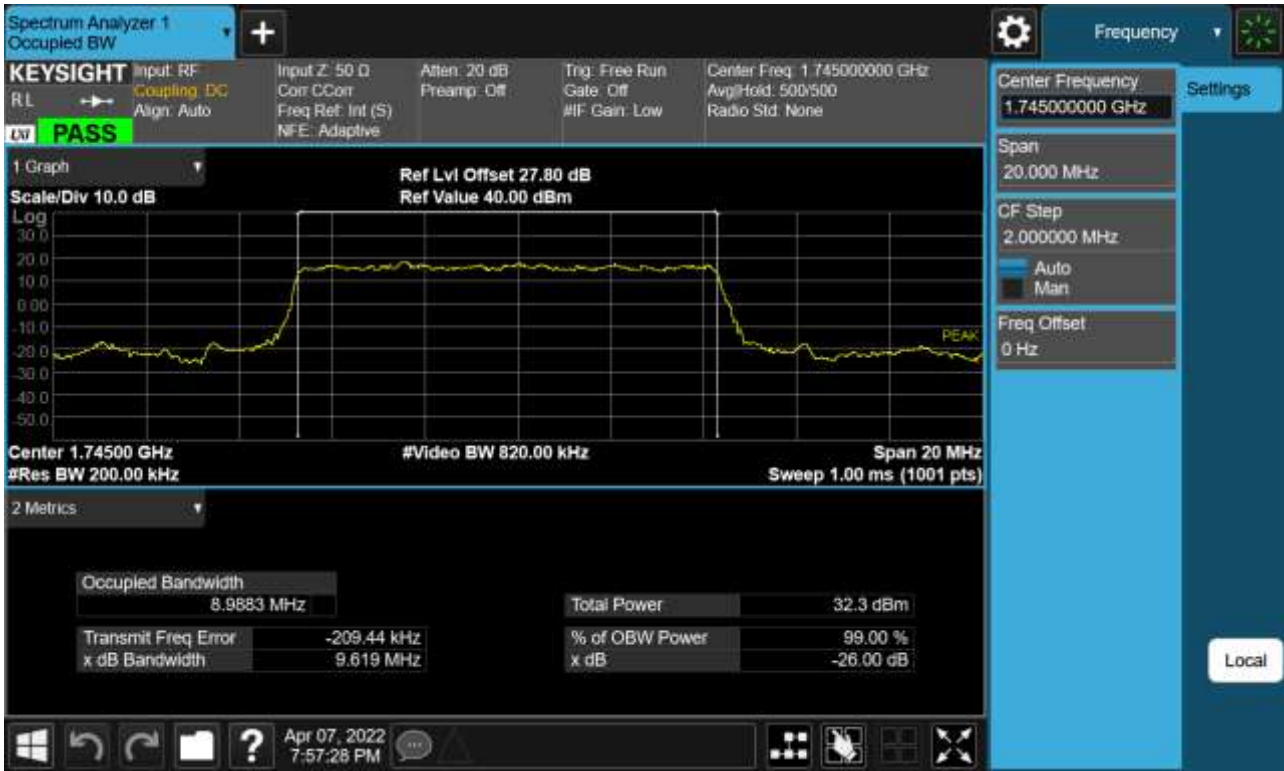 Spectrum Analyzer 1
Occupied BW
+
Frequency
KEYSIGHT
RL
LXI
PASS
Input: RF
Coupling: DC
Align: Auto
Input Z: 50 Ω
Corr CCorr
Freq Ref: Int (S)
NFE: Adaptive
Atten: 20 dB
Preamp: Off
Trig: Free Run
Gate: Off
#IF Gain: Low
Center Freq: 1.745000000 GHz
Avg|Hold: 500/500
Radio Std: None
Center Frequency
1.745000000 GHz
Settings
Span
20.000 MHz
CF Step
2.000000 MHz
Auto
Man
Freq Offset
0 Hz
1 Graph
Scale/Div 10.0 dB
Ref Lvl Offset 27.80 dB
Ref Value 40.00 dBm
Log
30.0
20.0
10.0
0.00
-10.0
-20.0
-30.0
-40.0
-50.0
PEAK
Center 1.74500 GHz
#Video BW 820.00 kHz
Span 20 MHz
#Res BW 200.00 kHz
Sweep 1.00 ms (1001 pts)
2 Metrics
Occupied Bandwidth
8.9883 MHz
Total Power 32.3 dBm
Transmit Freq Error -209.44 kHz
% of OBW Power 99.00 %
x dB Bandwidth 9.619 MHz
x dB -26.00 dB
Local
?
Apr 07, 2022
7:57:28 PM